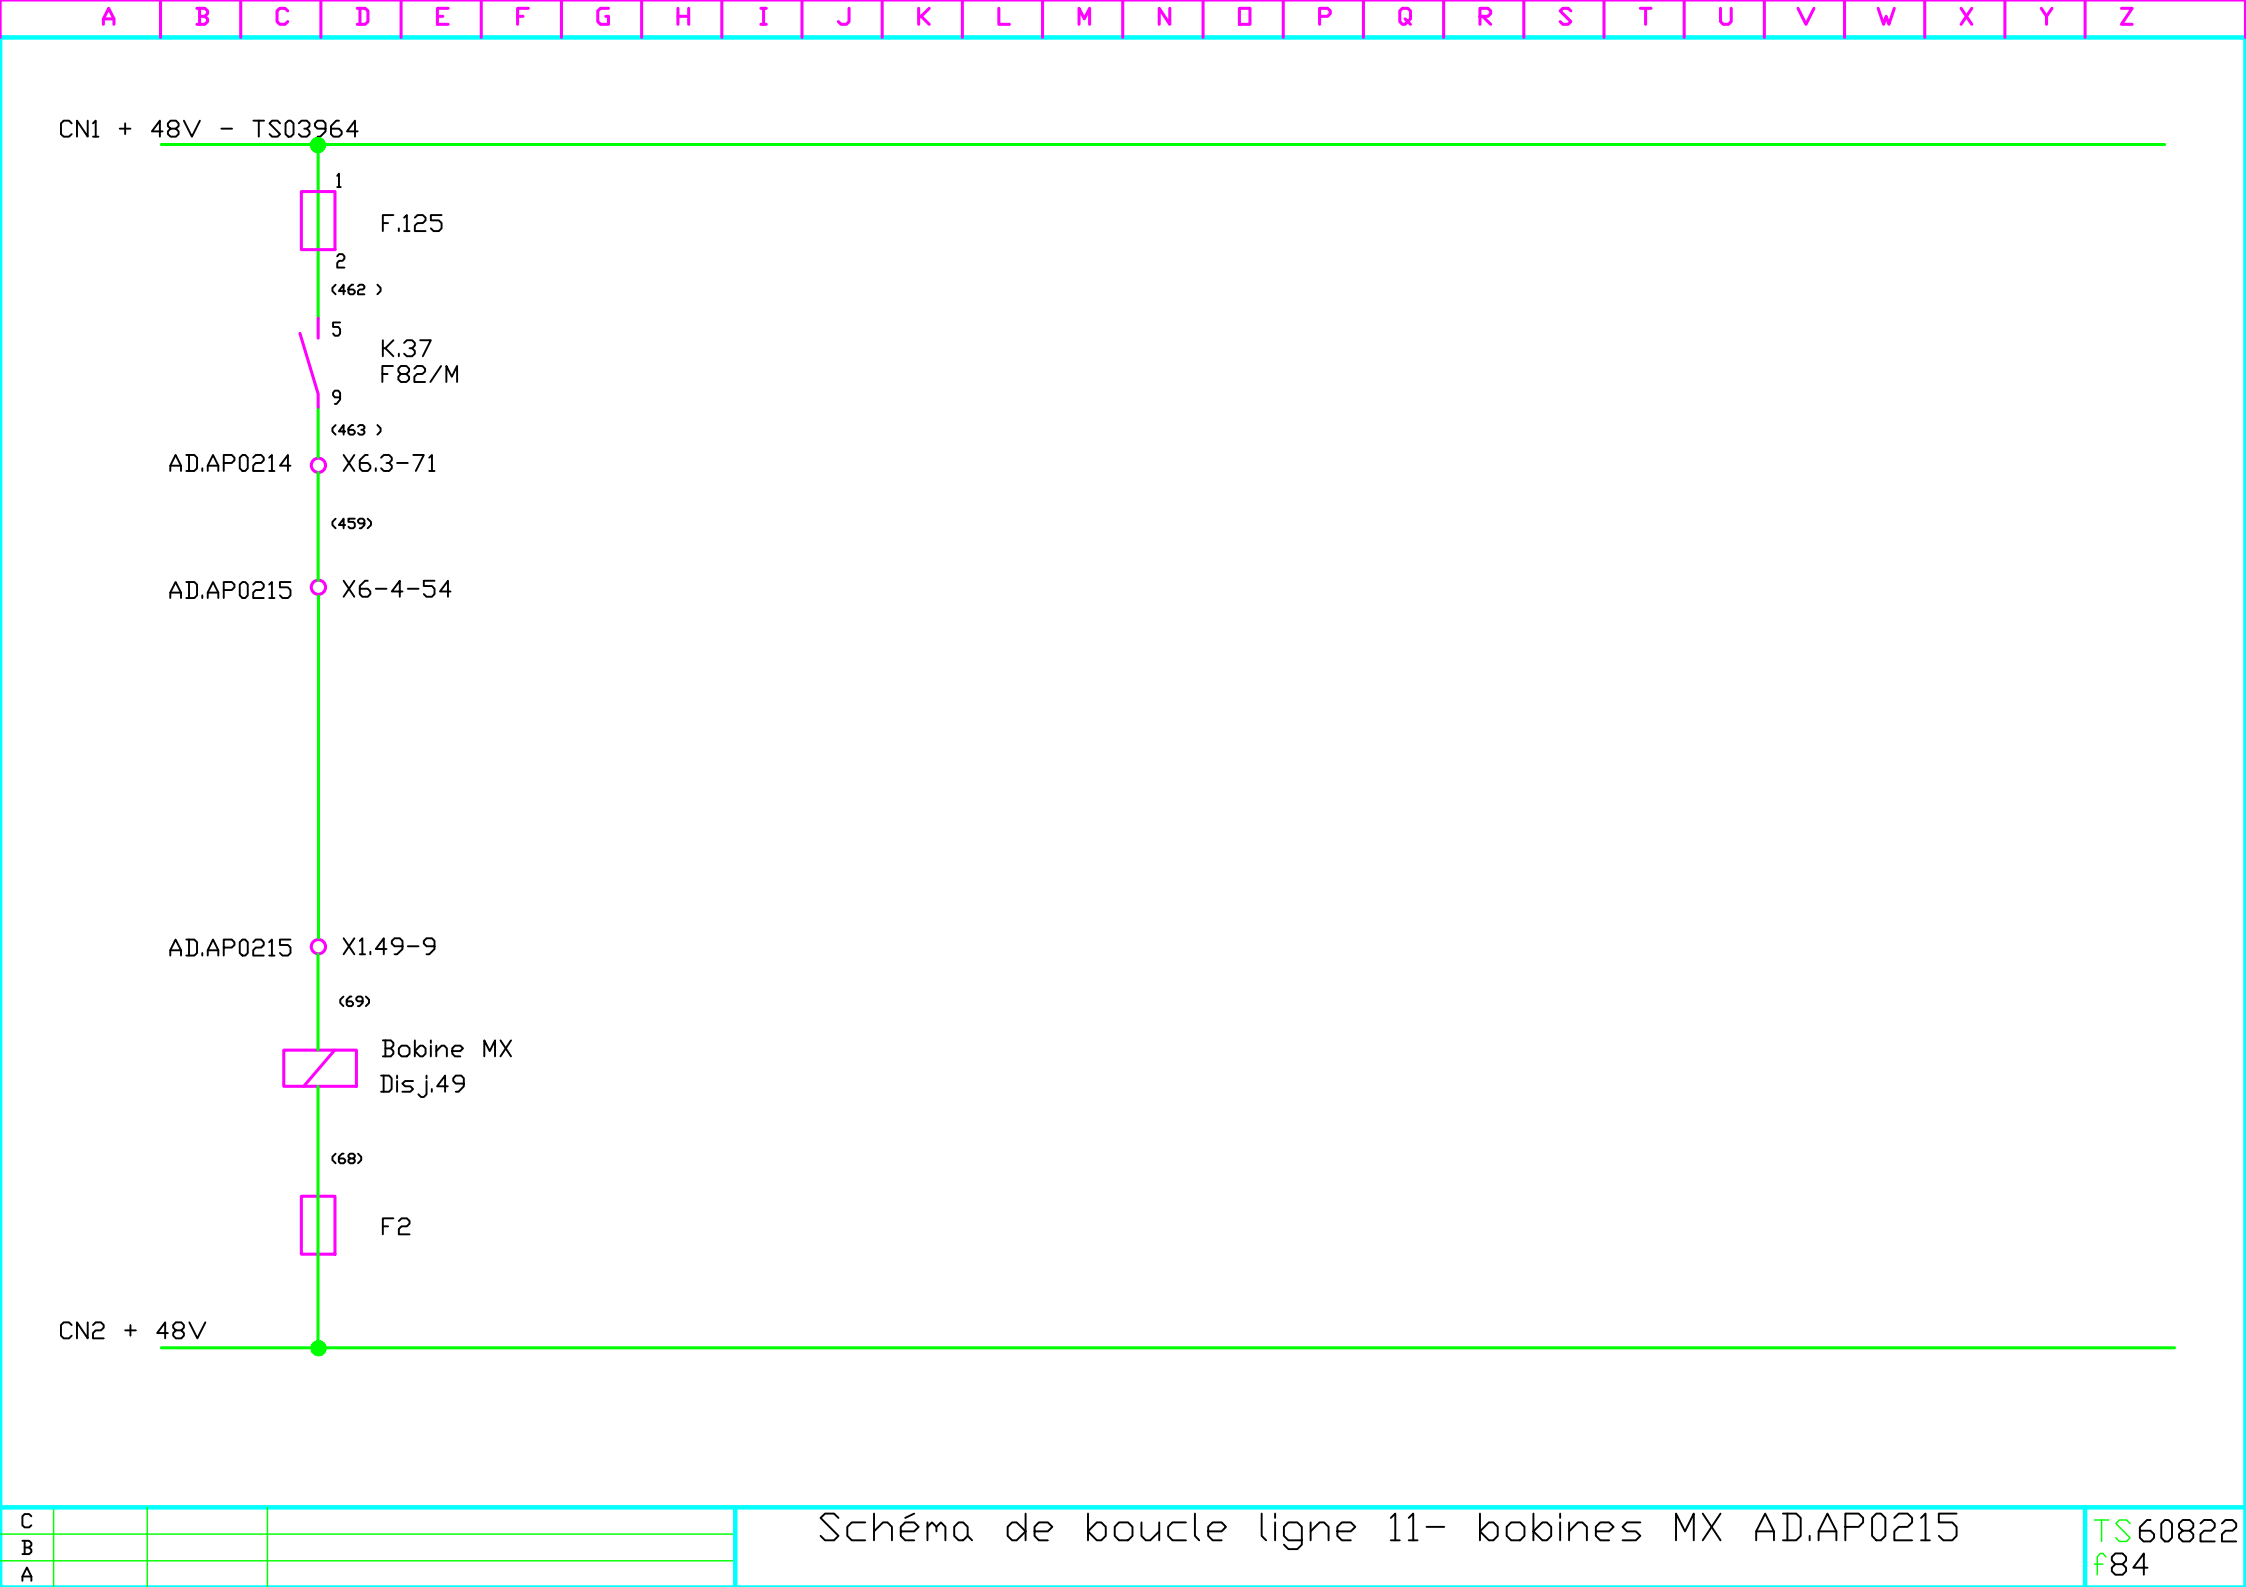 A B C D E F G H I J K L M N O P Q R S T U V W X Y Z
CN1 + 48V - TS03964
1
F.125
2
(462 )
5
K.37
F82/M
9
(463 )
AD.AP0214 X6.3-71
(459)
AD.AP0215 X6-4-54
AD.AP0215 X1.49-9
(69)
Bobine MX
Disj.49
(68)
F2
CN2 + 48V
C
B
A
Schéma de boucle ligne 11- bobines MX AD.AP0215
TS60822
f84